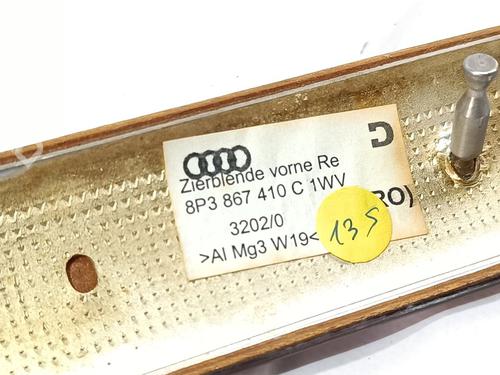 D
Zierblende vorne Re
8P3 867 410 C 1WV
3202/0
RO)
>Al Mg3 W19<
135